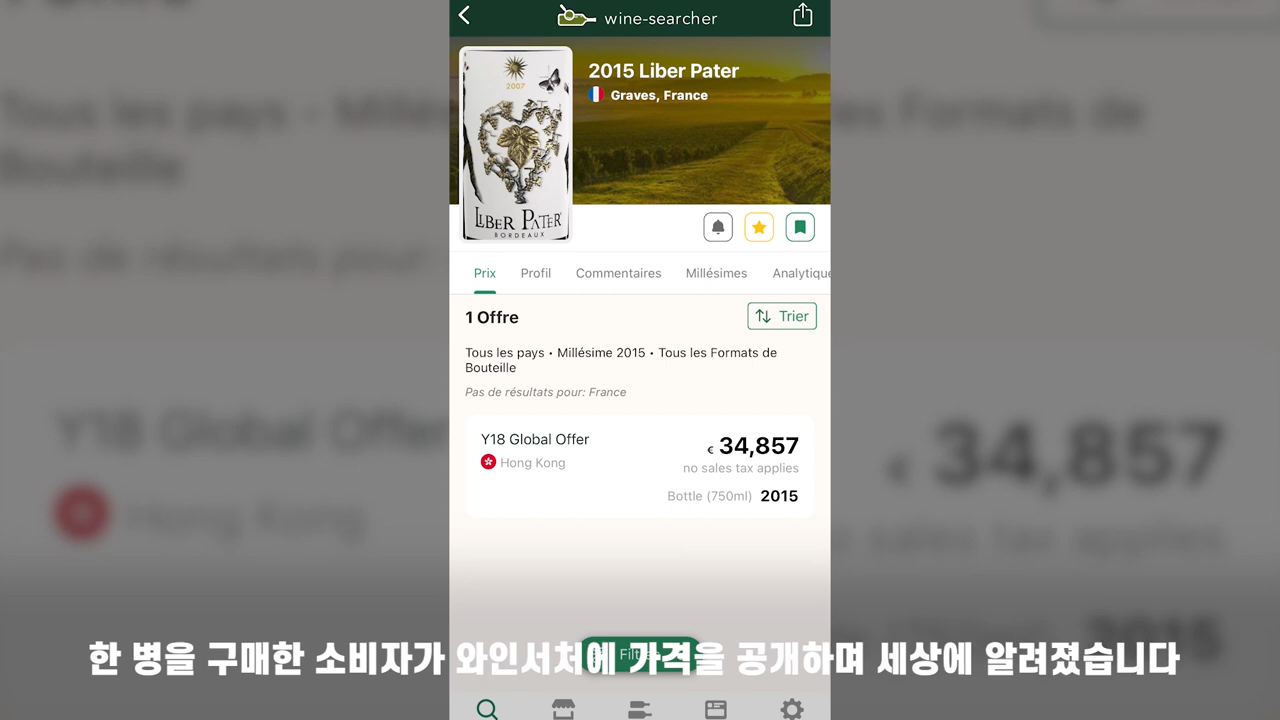 wine-searcher
2015 Liber Pater
Graves, France
2007
LIBER PATER
BORDEAUX
Prix Profil Commentaires Millésimes Analytique
1 Offre
Trier
Tous les pays • Millésime 2015 • Tous les Formats de
Bouteille
Pas de résultats pour: France
Y18 Global Offer
€ 34,857
Hong Kong
no sales tax applies
Bottle (750ml) 2015
한 병을 구매한 소비자가 와인서처에 가격을 공개하며 세상에 알려졌습니다